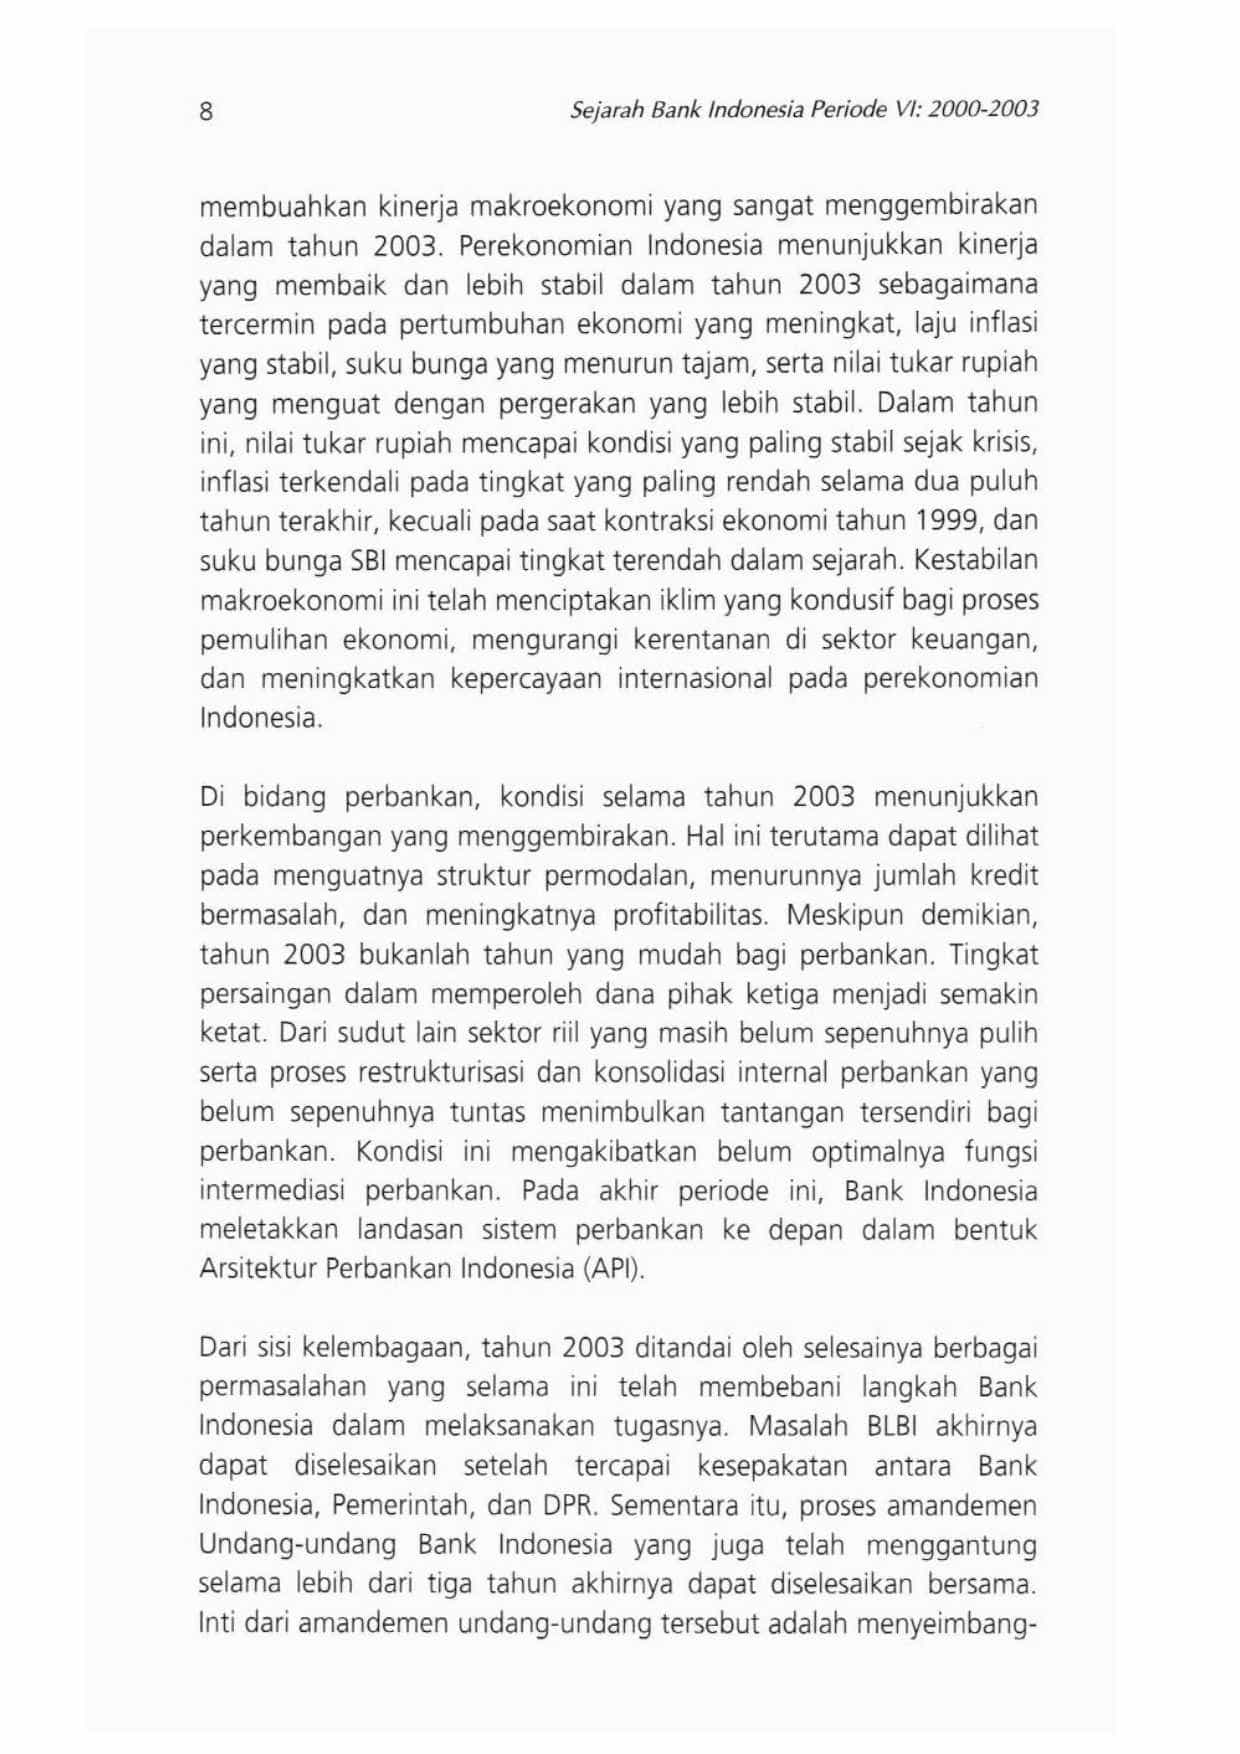 8
Sejarah Bank Indonesia Periode VI: 2000-2003
membuahkan kinerja makroekonomi yang sangat menggembirakan
dalam tahun 2003. Perekonomian Indonesia menunjukkan kinerja
yang membaik dan lebih stabil dalam tahun 2003 sebagaimana
tercermin pada pertumbuhan ekonomi yang meningkat, laju inflasi
yang stabil, suku bunga yang menurun tajam, serta nilai tukar rupiah
yang menguat dengan pergerakan yang lebih stabil. Dalam tahun
ini, nilai tukar rupiah mencapai kondisi yang paling stabil sejak krisis,
inflasi terkendali pada tingkat yang paling rendah selama dua puluh
tahun terakhir, kecuali pada saat kontraksi ekonomi tahun 1999, dan
suku bunga SBI mencapai tingkat terendah dalam sejarah. Kestabilan
makroekonomi ini telah menciptakan iklim yang kondusif bagi proses
pemulihan ekonomi, mengurangi kerentanan di sektor keuangan,
dan meningkatkan kepercayaan internasional pada perekonomian
Indonesia.
Di bidang perbankan, kondisi selama tahun 2003 menunjukkan
perkembangan yang menggembirakan. Hal ini terutama dapat dilihat
pada menguatnya struktur permodalan, menurunnya jumlah kredit
bermasalah, dan meningkatnya profitabilitas. Meskipun demikian,
tahun 2003 bukanlah tahun yang mudah bagi perbankan. Tingkat
persaingan dalam memperoleh dana pihak ketiga menjadi semakin
ketat. Dari sudut lain sektor riil yang masih belum sepenuhnya pulih
serta proses restrukturisasi dan konsolidasi internal perbankan yang
belum sepenuhnya tuntas menimbulkan tantangan tersendiri bagi
perbankan. Kondisi ini mengakibatkan belum optimalnya fungsi
intermediasi perbankan. Pada akhir periode ini, Bank Indonesia
meletakkan landasan sistem perbankan ke depan dalam bentuk
Arsitektur Perbankan Indonesia (API).
Dari sisi kelembagaan, tahun 2003 ditandai oleh selesainya berbagai
permasalahan yang selama ini telah membebani langkah Bank
Indonesia dalam melaksanakan tugasnya. Masalah BLBI akhirnya
dapat diselesaikan setelah tercapai kesepakatan antara Bank
Indonesia, Pemerintah, dan DPR. Sementara itu, proses amandemen
Undang-undang Bank Indonesia yang juga telah menggantung
selama lebih dari tiga tahun akhirnya dapat diselesaikan bersama.
Inti dari amandemen undang-undang tersebut adalah menyeimbang-